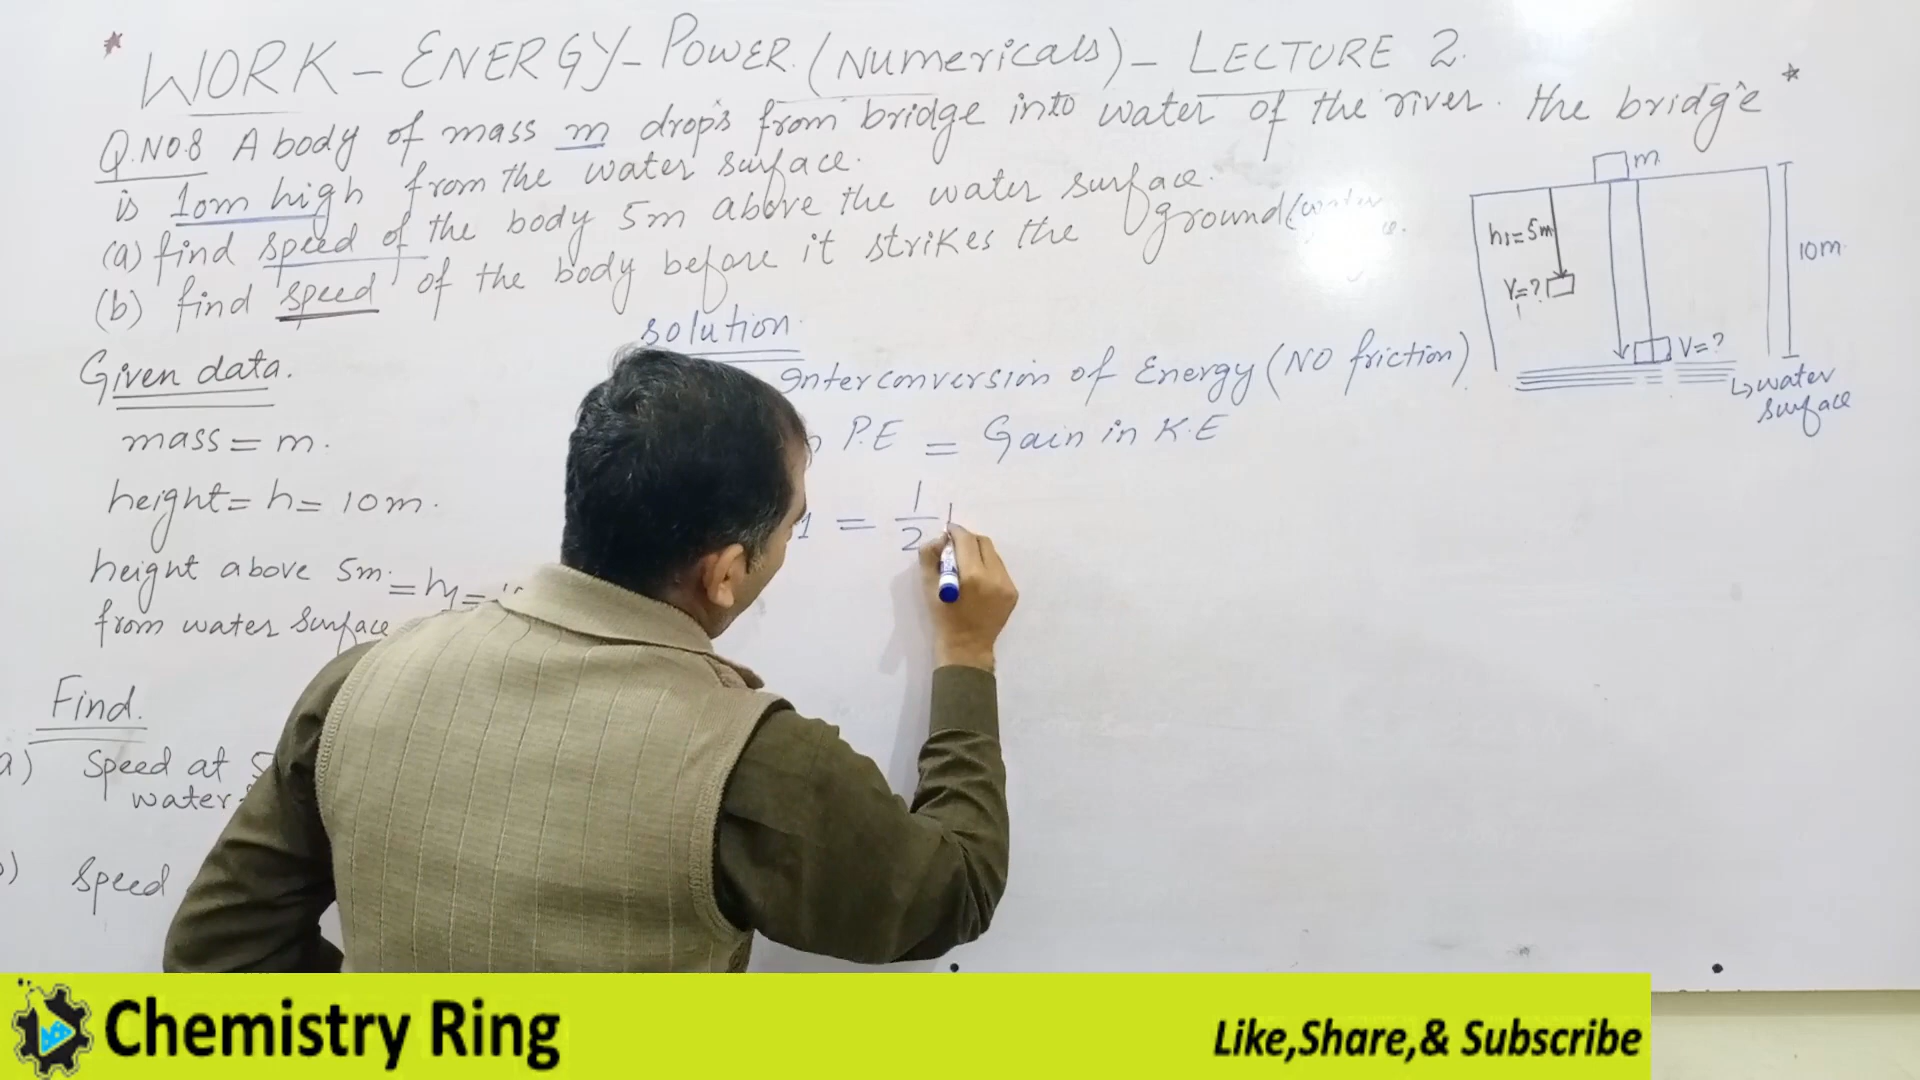 * WORK - ENERGY - POWER. (Numericals) - LECTURE 2.
Q.NO.8 A body of mass m drops from bridge into water of the river. the bridge *
is 10m high from the water surface.
(a) find speed of the body 5m above the water surface.
(b) find speed of the body before it strikes the ground (water
Given data.
mass = m.
height = h = 10m.
height above 5m = h1 =
from water surface
Find.
a) Speed at 5
water
) Speed
solution.
Interconversion of Energy (NO friction)
P.E = Gain in K.E
1 = 1/2
m
h1=5m
V=?
10m.
V=?
↳water
surface
Chemistry Ring
Like,Share,& Subscribe